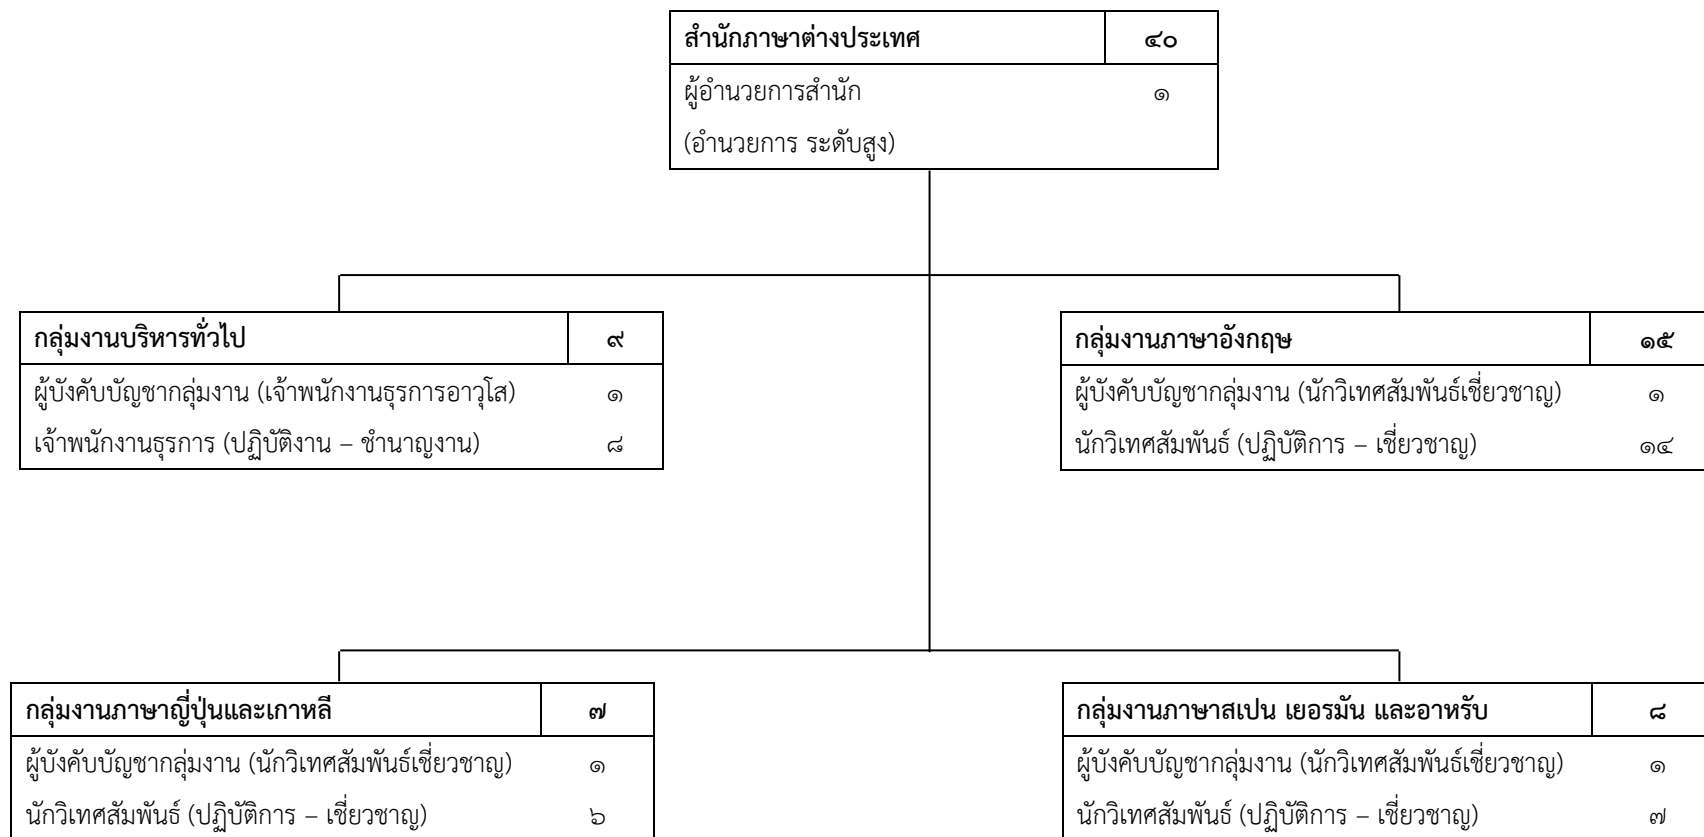 สำนักภาษาต่างประเทศ ๔๐
ผู้อำนวยการสำนัก ๑
(อำนวยการ ระดับสูง)
กลุ่มงานบริหารทั่วไป ๙
ผู้บังคับบัญชากลุ่มงาน (เจ้าพนักงานธุรการอาวุโส) ๑
เจ้าพนักงานธุรการ (ปฏิบัติงาน – ชำนาญงาน) ๘
กลุ่มงานภาษาอังกฤษ ๑๕
ผู้บังคับบัญชากลุ่มงาน (นักวิเทศสัมพันธ์เชี่ยวชาญ) ๑
นักวิเทศสัมพันธ์ (ปฏิบัติการ – เชี่ยวชาญ) ๑๔
กลุ่มงานภาษาญี่ปุ่นและเกาหลี ๗
ผู้บังคับบัญชากลุ่มงาน (นักวิเทศสัมพันธ์เชี่ยวชาญ) ๑
นักวิเทศสัมพันธ์ (ปฏิบัติการ – เชี่ยวชาญ) ๖
กลุ่มงานภาษาสเปน เยอรมัน และอาหรับ ๘
ผู้บังคับบัญชากลุ่มงาน (นักวิเทศสัมพันธ์เชี่ยวชาญ) ๑
นักวิเทศสัมพันธ์ (ปฏิบัติการ – เชี่ยวชาญ) ๗